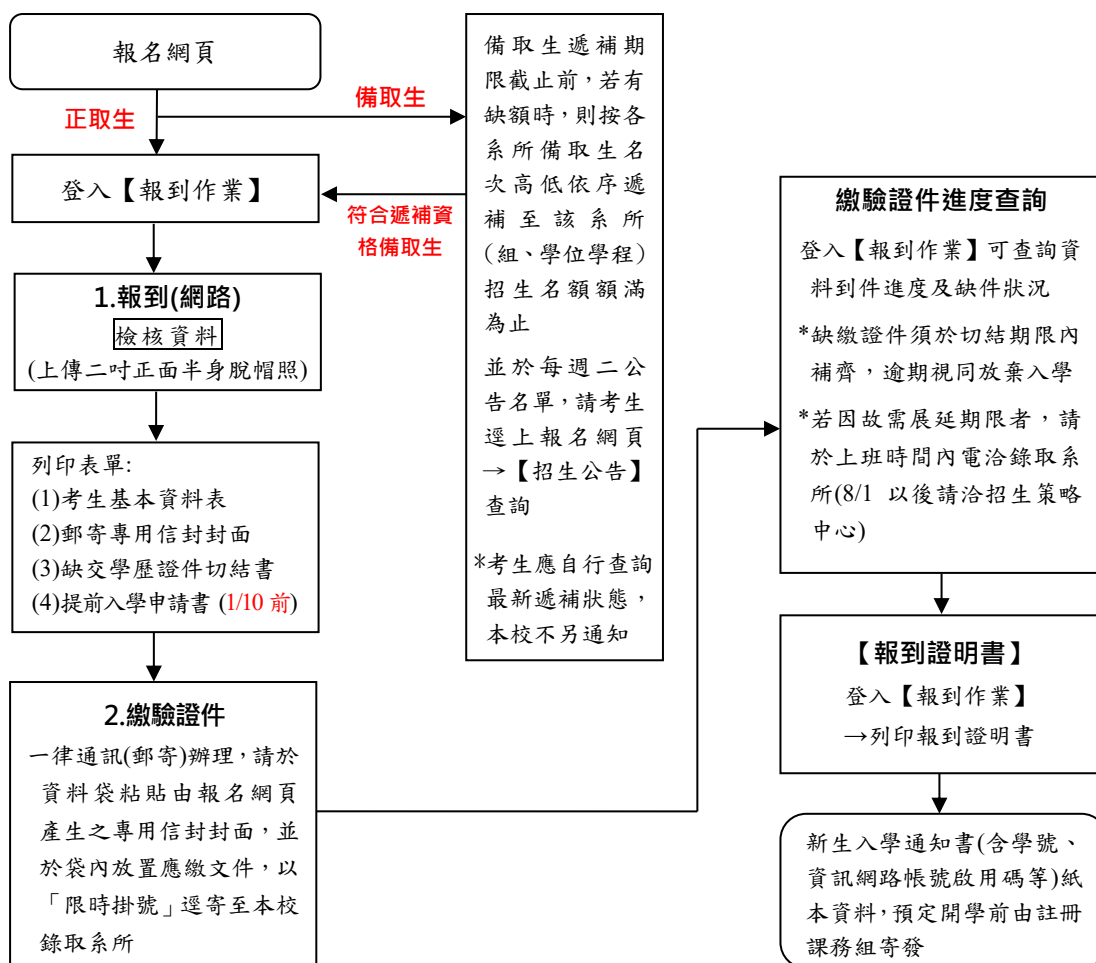 報名網頁
正取生
備取生
登入【報到作業】
符合遞補資
格備取生
1.報到(網路)
檢核資料
(上傳二吋正面半身脫帽照)
列印表單:
(1)考生基本資料表
(2)郵寄專用信封封面
(3)缺交學歷證件切結書
(4)提前入學申請書 (1/10 前)
2.繳驗證件
一律通訊(郵寄)辦理，請於
資料袋粘貼由報名網頁
產生之專用信封封面，並
於袋內放置應繳文件，以
「限時掛號」逕寄至本校
錄取系所
備取生遞補期
限截止前，若有
缺額時，則按各
系所備取生名
次高低依序遞
補至該系所
(組、學位學程)
招生名額額滿
為止
並於每週二公
告名單，請考生
逕上報名網頁
→【招生公告】
查詢
*考生應自行查詢
最新遞補狀態，
本校不另通知
繳驗證件進度查詢
登入【報到作業】可查詢資
料到件進度及缺件狀況
*缺繳證件須於切結期限內
補齊，逾期視同放棄入學
*若因故需展延期限者，請
於上班時間內電洽錄取系
所(8/1 以後請洽招生策略
中心)
【報到證明書】
登入【報到作業】
→列印報到證明書
新生入學通知書(含學號、
資訊網路帳號啟用碼等)紙
本資料，預定開學前由註冊
課務組寄發